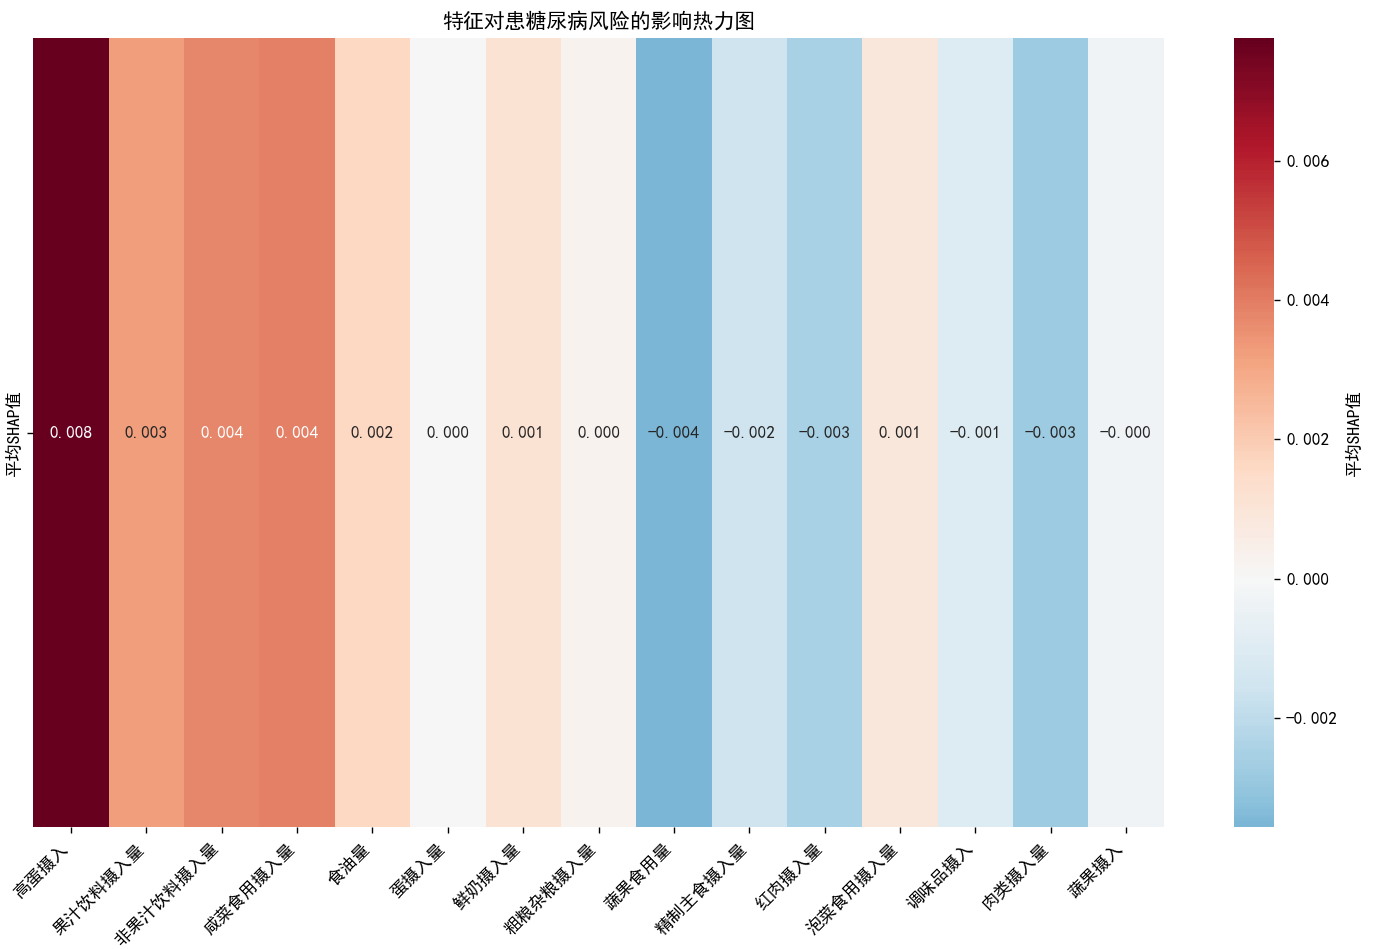 特征对患糖尿病风险的影响热力图
平均SHAP值
0.008
0.003
0.004
0.004
0.002
0.000
0.001
0.000
−0.004
−0.002
−0.003
0.001
−0.001
−0.003
−0.000
高蛋摄入
果汁饮料摄入量
非果汁饮料摄入量
咸菜食用摄入量
食油量
蛋摄入量
鲜奶摄入量
粗粮杂粮摄入量
蔬果食用量
精制主食摄入量
红肉摄入量
泡菜食用摄入量
调味品摄入
肉类摄入量
蔬果摄入
0.006
0.004
0.002
0.000
−0.002
平均SHAP值